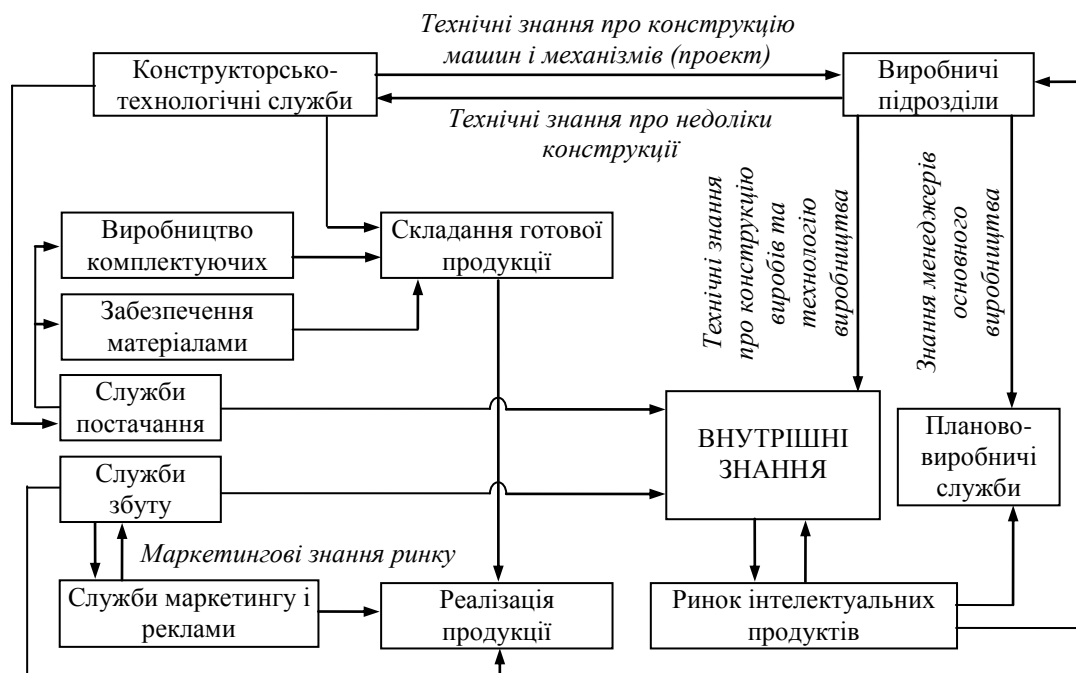 Технічні знання про конструкцію
машин і механізмів (проект)
Конструкторсько-
технологічні служби
Виробничі
підрозділи
Технічні знання про недоліки
конструкції
Технічні знання
про конструкцію
виробів та
технологію
виробництва
Знання менеджерів
основного
виробництва
Виробництво
комплектуючих
Складання готової
продукції
Забезпечення
матеріалами
Служби
постачання
ВНУТРІШНІ
ЗНАННЯ
Планово-
виробничі
служби
Служби
збуту
Маркетингові знання ринку
Служби маркетингу і
реклами
Реалізація
продукції
Ринок інтелектуальних
продуктів